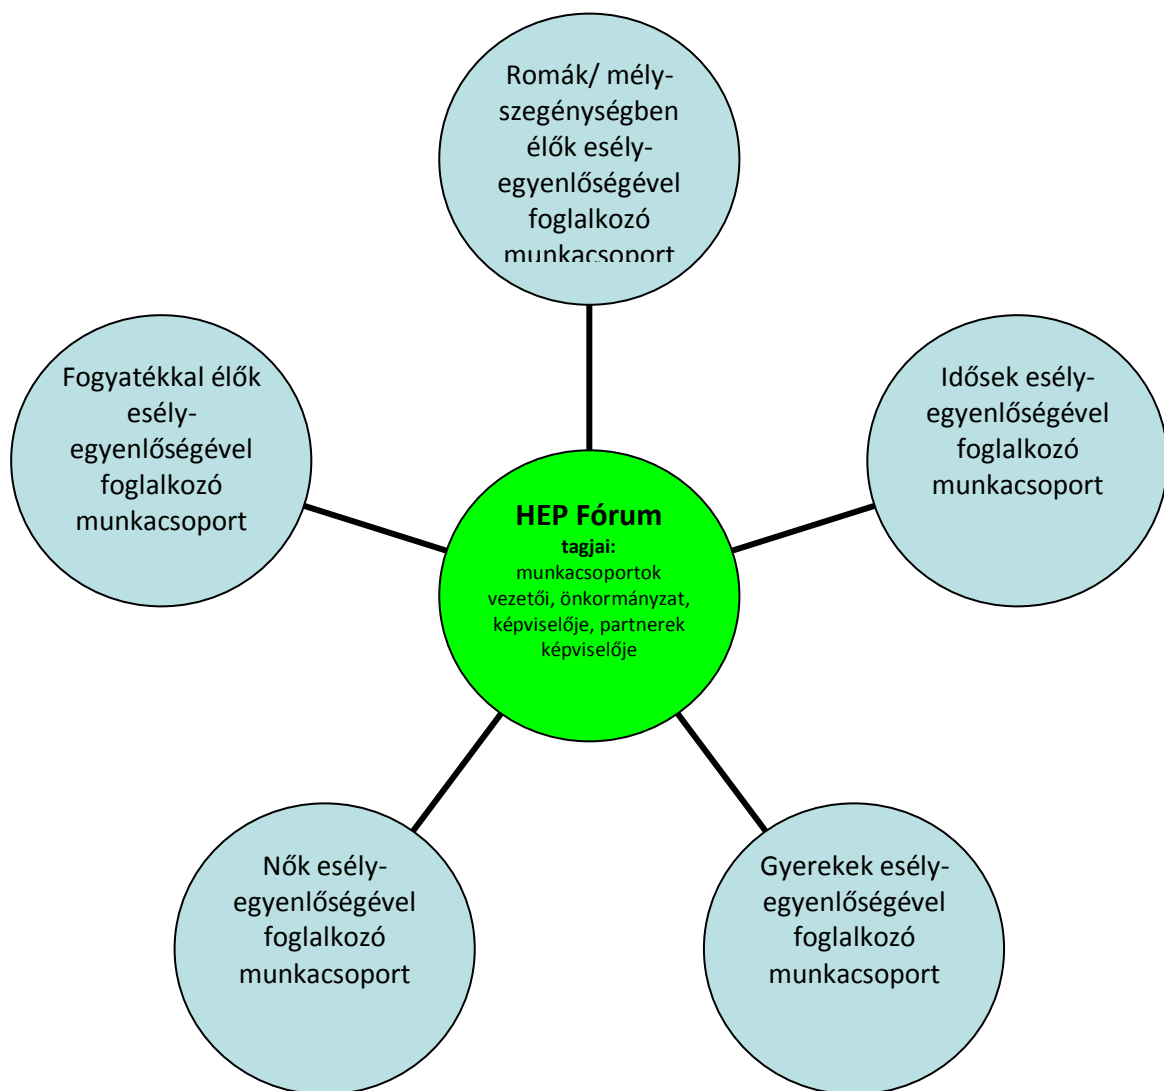 Romák/ mély-
szegénységben
élők esély-
egyenlőségével
foglalkozó
munkacsoport
Fogyatékkal élők
esély-
egyenlőségével
foglalkozó
munkacsoport
Idősek esély-
egyenlőségével
foglalkozó
munkacsoport
HEP Fórum
tagjai:
munkacsoportok
vezetői, önkormányzat,
képviselője, partnerek
képviselője
Nők esély-
egyenlőségével
foglalkozó
munkacsoport
Gyerekek esély-
egyenlőségével
foglalkozó
munkacsoport